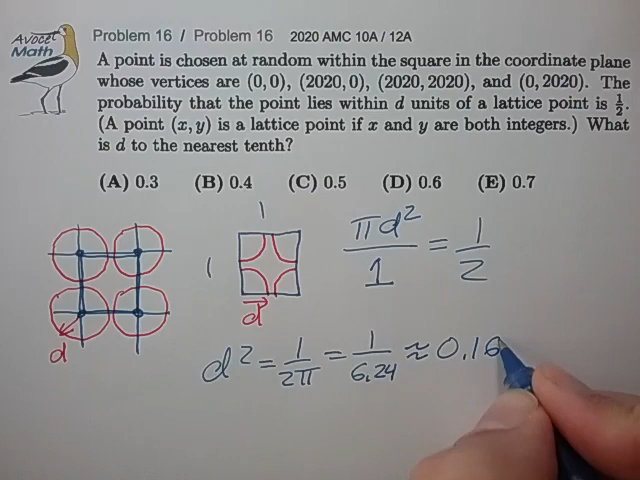 Avocet Math
Problem 16 / Problem 16 2020 AMC 10A / 12A
A point is chosen at random within the square in the coordinate plane
whose vertices are (0,0), (2020,0), (2020,2020), and (0,2020). The
probability that the point lies within d units of a lattice point is 1/2.
(A point (x,y) is a lattice point if x and y are both integers.) What
is d to the nearest tenth?
(A) 0.3 (B) 0.4 (C) 0.5 (D) 0.6 (E) 0.7
1
1
d
d
πd²/1 = 1/2
d² = 1/2π = 1/6.24 ≈ 0.16